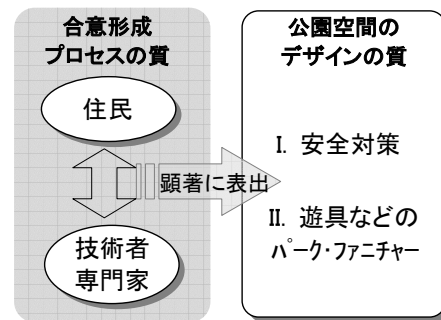 合意形成
プロセスの質
住民
技術者
専門家
顕著に表出
公園空間の
デザインの質
I. 安全対策
II. 遊具などの
ﾊﾟｰｸ・ﾌｧﾆﾁｬｰ